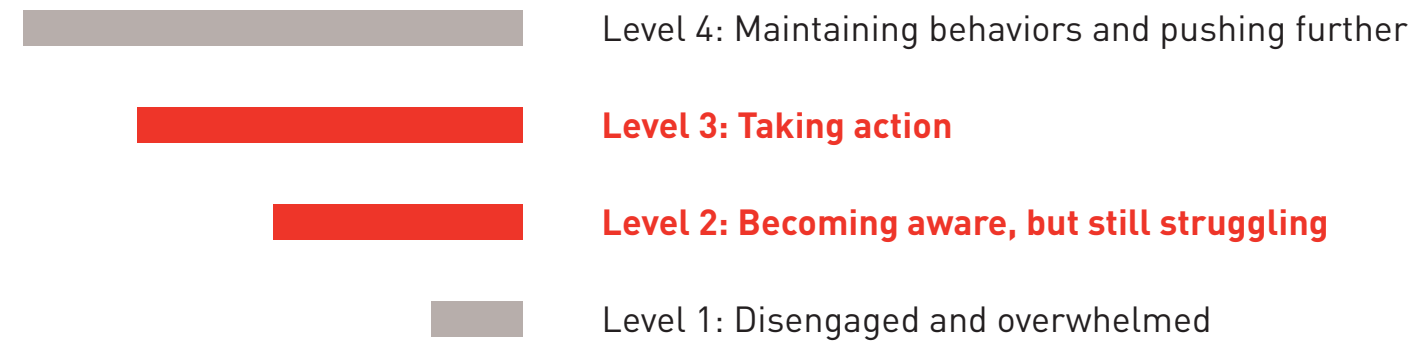 Level 4: Maintaining behaviors and pushing further
Level 3: Taking action
Level 2: Becoming aware, but still struggling
Level 1: Disengaged and overwhelmed